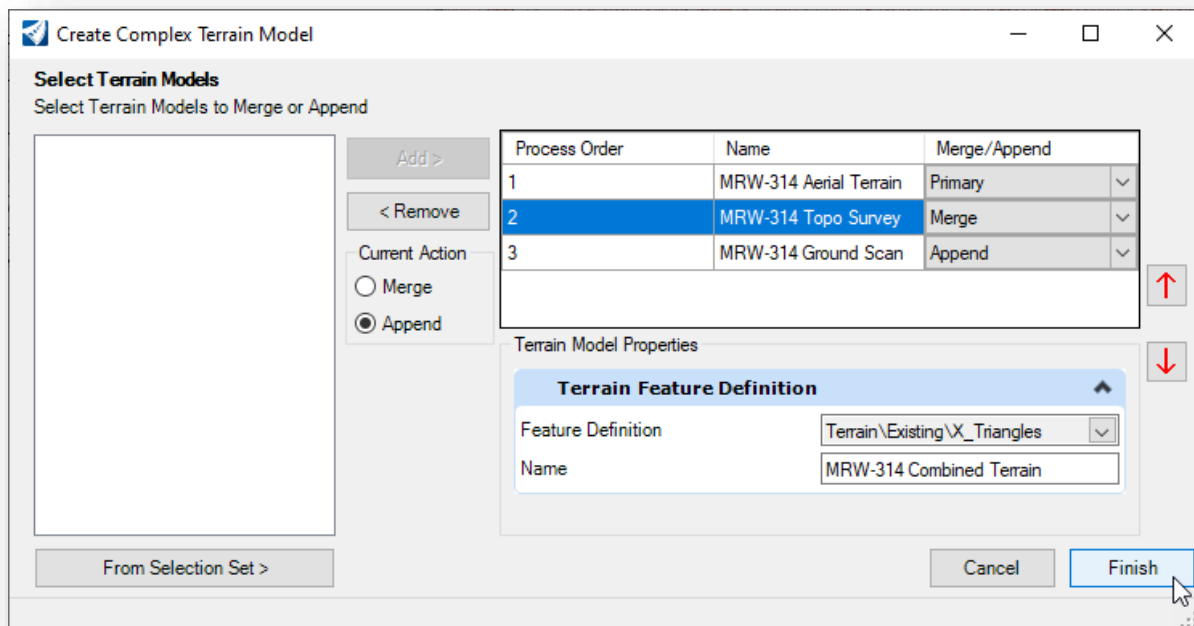 Create Complex Terrain Model
Select Terrain Models
Select Terrain Models to Merge or Append
Add >
< Remove
Current Action
Merge
Append
Process Order Name Merge/Append
1 MRW-314 Aerial Terrain Primary
2 MRW-314 Topo Survey Merge
3 MRW-314 Ground Scan Append
Terrain Model Properties
Terrain Feature Definition
Feature Definition Terrain\Existing\X_Triangles
Name MRW-314 Combined Terrain
From Selection Set >
Cancel
Finish